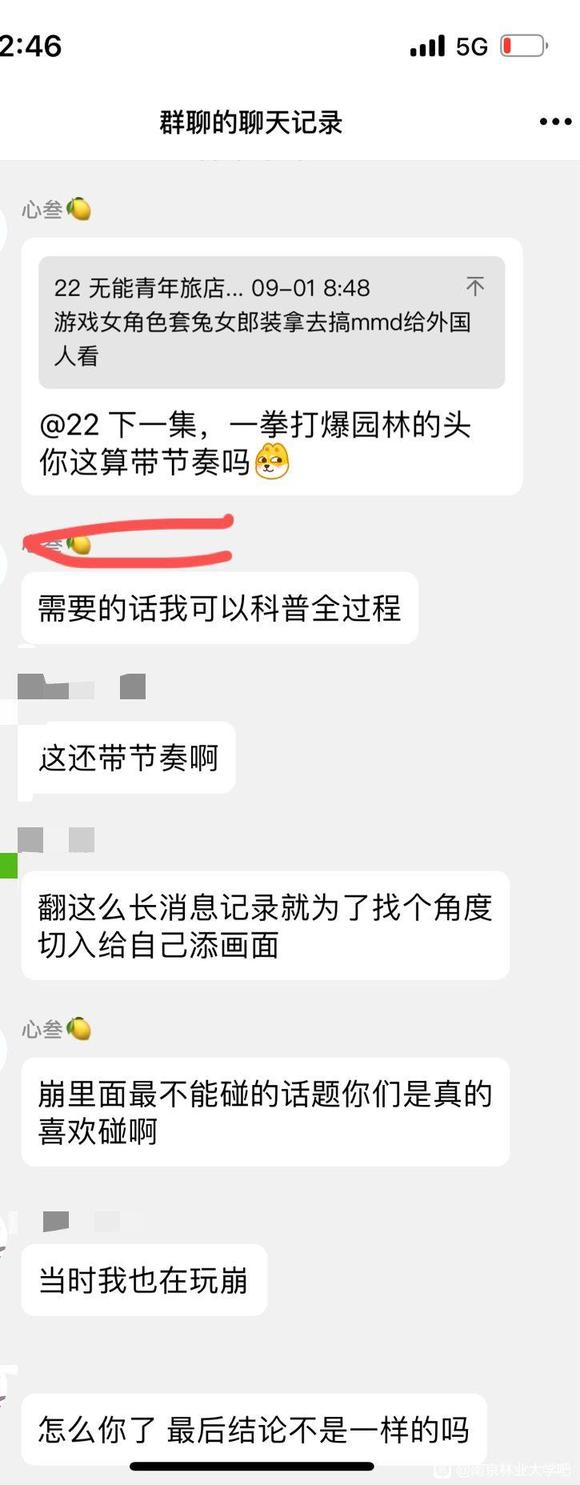 2:46
5G
群聊的聊天记录
心叁🍋
22 无能青年旅店... 09-01 8:48
游戏女角色套兔女郎装拿去搞mmd给外国
人看
@22 下一集，一拳打爆园林的头
你这算带节奏吗
需要的话我可以科普全过程
这还带节奏啊
翻这么长消息记录就为了找个角度
切入给自己添画面
心叁🍋
崩里面最不能碰的话题你们是真的
喜欢碰啊
当时我也在玩崩
怎么你了 最后结论不是一样的吗
@南京林业大学吧